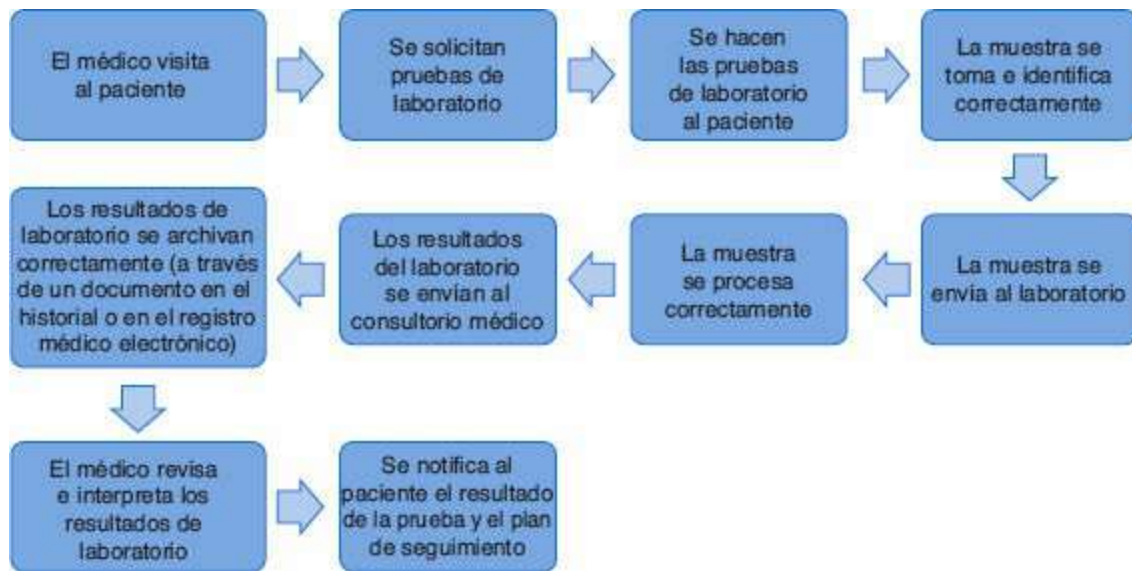 El médico visita
al paciente
Se solicitan
pruebas de
laboratorio
Se hacen
las pruebas
de laboratorio
al paciente
La muestra se
toma e identifica
correctamente
La muestra se
envía al laboratorio
La muestra
se procesa
correctamente
Los resultados
del laboratorio
se envían al
consultorio médico
Los resultados de
laboratorio se archivan
correctamente (a través
de un documento en el
historial o en el registro
médico electrónico)
El médico revisa
e interpreta los
resultados de
laboratorio
Se notifica al
paciente el resultado
de la prueba y el plan
de seguimiento